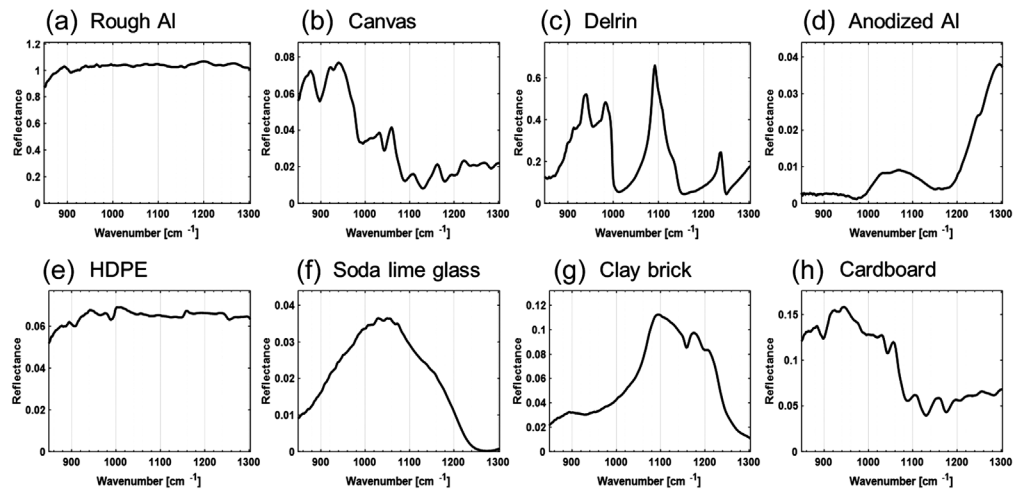 (a) Rough Al
(b) Canvas
(c) Delrin
(d) Anodized Al
1.2
1
0.8
0.6
0.4
0.2
0
Reflectance
900 1000 1100 1200 1300
Wavenumber [cm -1]
0.08
0.06
0.04
0.02
0
Reflectance
900 1000 1100 1200 1300
Wavenumber [cm -1]
0.6
0.4
0.2
0
Reflectance
900 1000 1100 1200 1300
Wavenumber [cm -1]
0.04
0.03
0.02
0.01
0
Reflectance
900 1000 1100 1200 1300
Wavenumber [cm -1]
(e) HDPE
(f) Soda lime glass
(g) Clay brick
(h) Cardboard
0.06
0.04
0.02
0
Reflectance
900 1000 1100 1200 1300
Wavenumber [cm -1]
0.04
0.03
0.02
0.01
0
Reflectance
900 1000 1100 1200 1300
Wavenumber [cm -1]
0.12
0.1
0.08
0.06
0.04
0.02
0
Reflectance
900 1000 1100 1200 1300
Wavenumber [cm -1]
0.15
0.1
0.05
0
Reflectance
900 1000 1100 1200 1300
Wavenumber [cm -1]